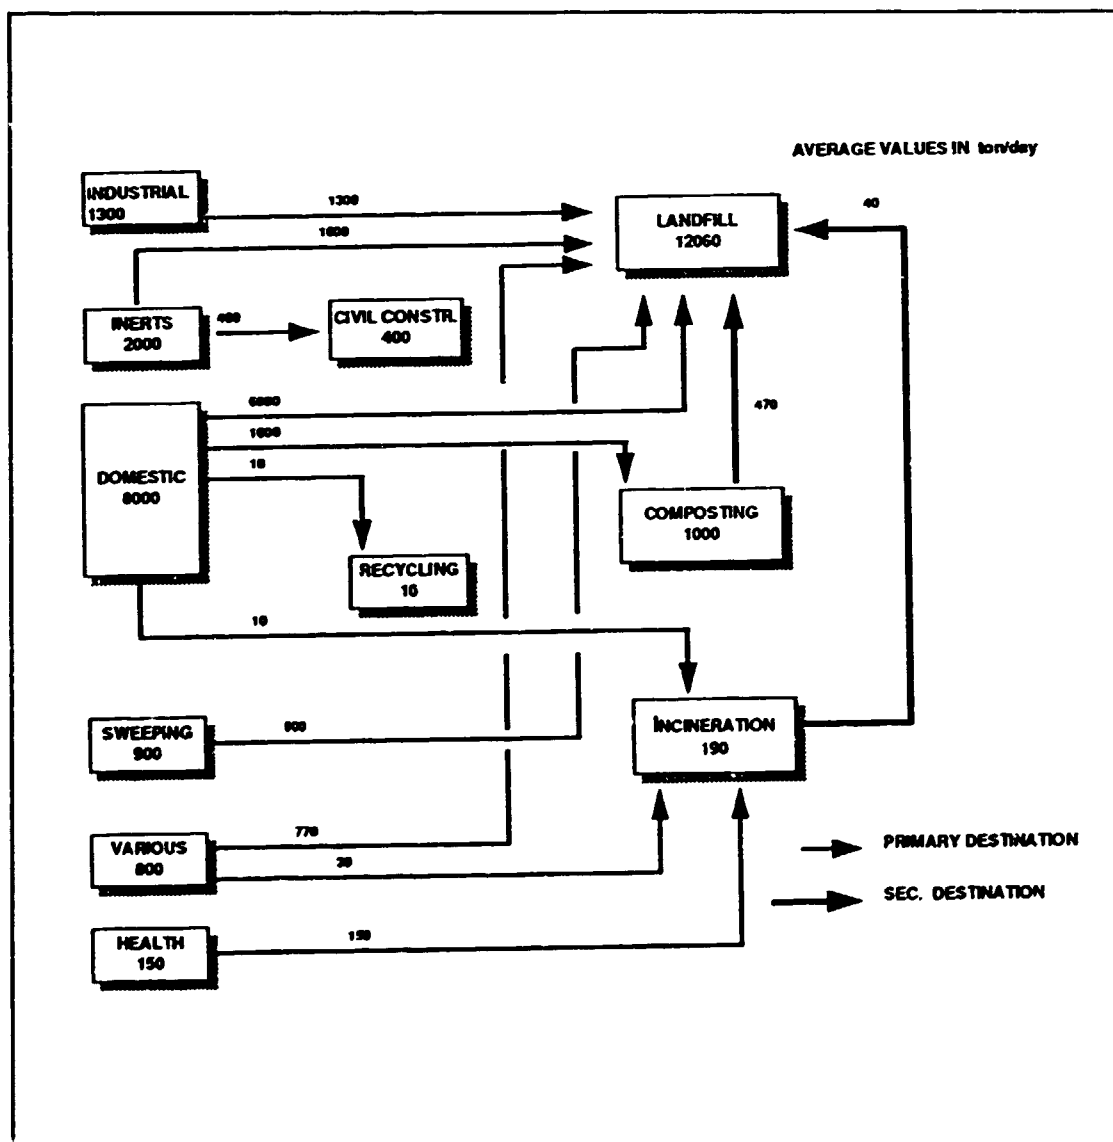 AVERAGE VALUES IN ton/day
INDUSTRIAL
1300
1300
LANDFILL
12060
40
1600
INERTS
2000
400
CIVIL CONSTR.
400
6980
1000
10
DOMESTIC
8000
470
COMPOSTING
1000
RECYCLING
10
10
SWEEPING
900
900
INCINERATION
190
VARIOUS
800
770
30
PRIMARY DESTINATION
SEC. DESTINATION
HEALTH
150
150